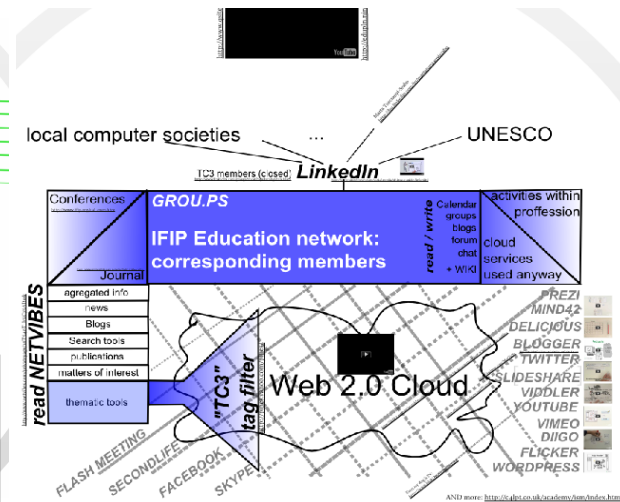 YouTube
local computer societies
...
UNESCO
TC3 members (closed)
LinkedIn
Conferences
Journal
GROU.PS
IFIP Education network:
corresponding members
read / write
Calendar
groups
blogs
forum
chat
+ WIKI
activities within
proffession
cloud
services
used anyway
read NETVIBES
agregated info
news
Blogs
Search tools
publications
matters of interest
thematic tools
"TC3"
tag filter
Web 2.0 Cloud
PREZI
MIND42
DELICIOUS
BLOGGER
TWITTER
SLIDESHARE
VIDDLER
YOUTUBE
VIMEO
DIIGO
FLICKER
WORDPRESS
FLASH MEETING
SECONDLIFE
FACEBOOK
SKYPE
AND more: http://c4lpt.co.uk/academy/ism/index.htm